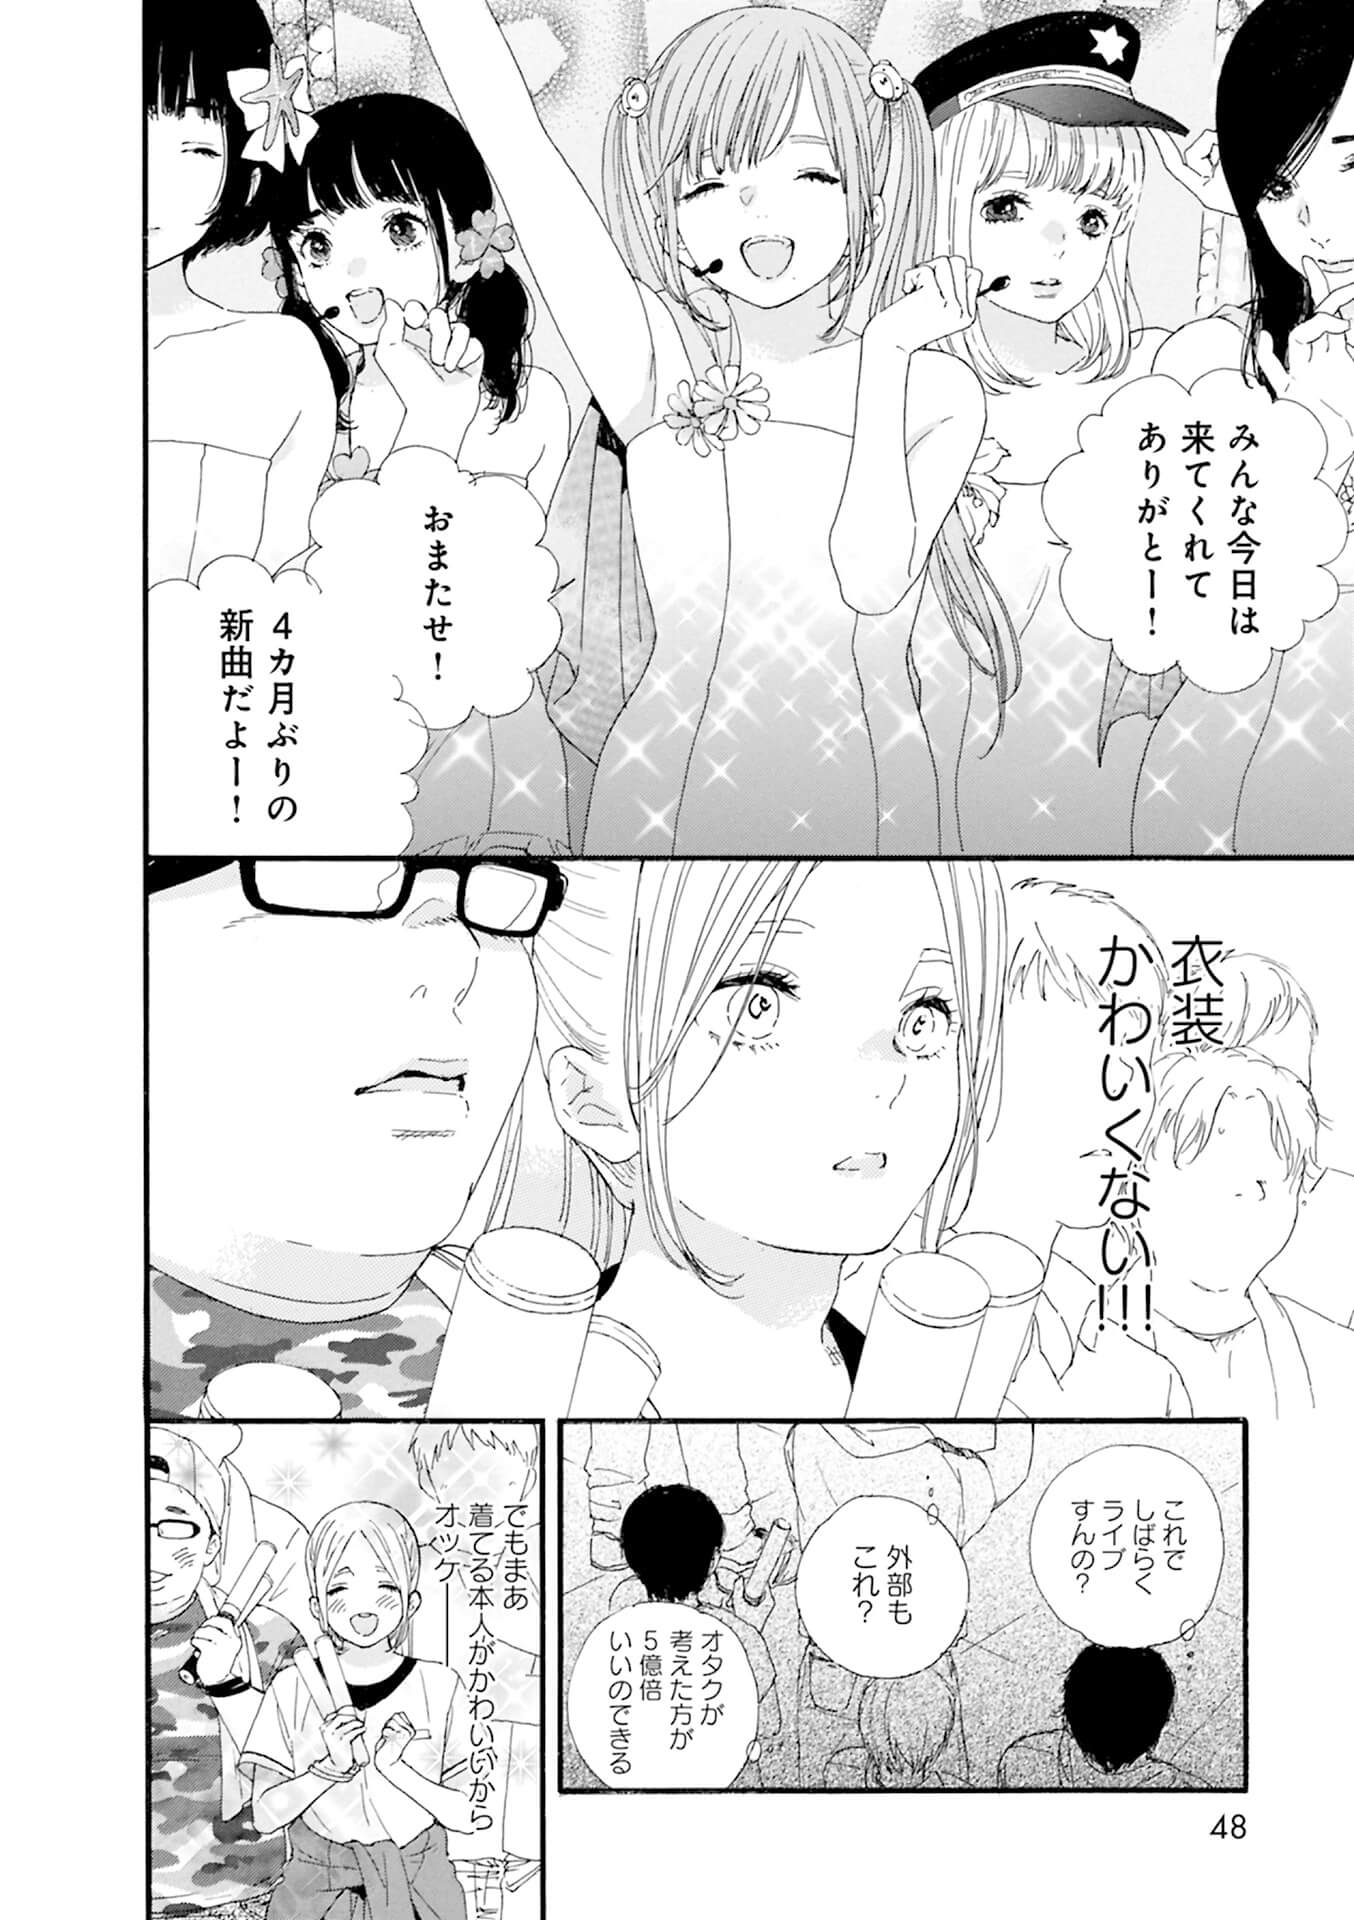 みんな今日は
来てくれて
ありがとー！
おまたせ！
4カ月ぶりの
新曲だよー！
衣装
かわいくない!!!
これで
しばらく
ライブ
すんの？
外部も
これ？
オタクが
考えた方が
5億倍
いいのできる
でもまあ
着てる本人がかわいいから
オッケー――
48